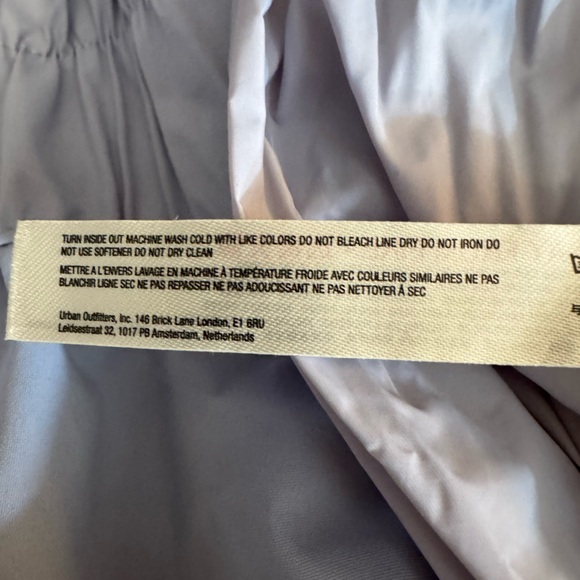 TURN INSIDE OUT MACHINE WASH COLD WITH LIKE COLORS DO NOT BLEACH LINE DRY DO NOT IRON DO
NOT USE SOFTENER DO NOT DRY CLEAN
METTRE A L'ENVERS LAVAGE EN MACHINE À TEMPÉRATURE FROIDE AVEC COULEURS SIMILAIRES NE PAS
BLANCHIR LIGNE SEC NE PAS REPASSER NE PAS ADOUCISSANT NE PAS NETTOYER À SEC
Urban Outfitters, Inc. 146 Brick Lane London, E1 6RU
Leidsestraat 32, 1017 PB Amsterdam, Netherlands